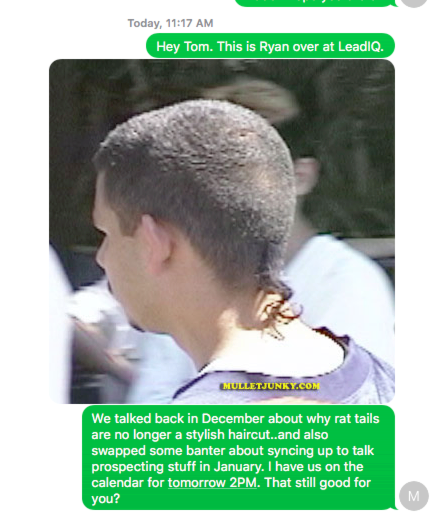 Today, 11:17 AM
Hey Tom. This is Ryan over at LeadIQ.
MULLETJUNKY.COM
We talked back in December about why rat tails
are no longer a stylish haircut..and also
swapped some banter about syncing up to talk
prospecting stuff in January. I have us on the
calendar for tomorrow 2PM. That still good for
you?
M